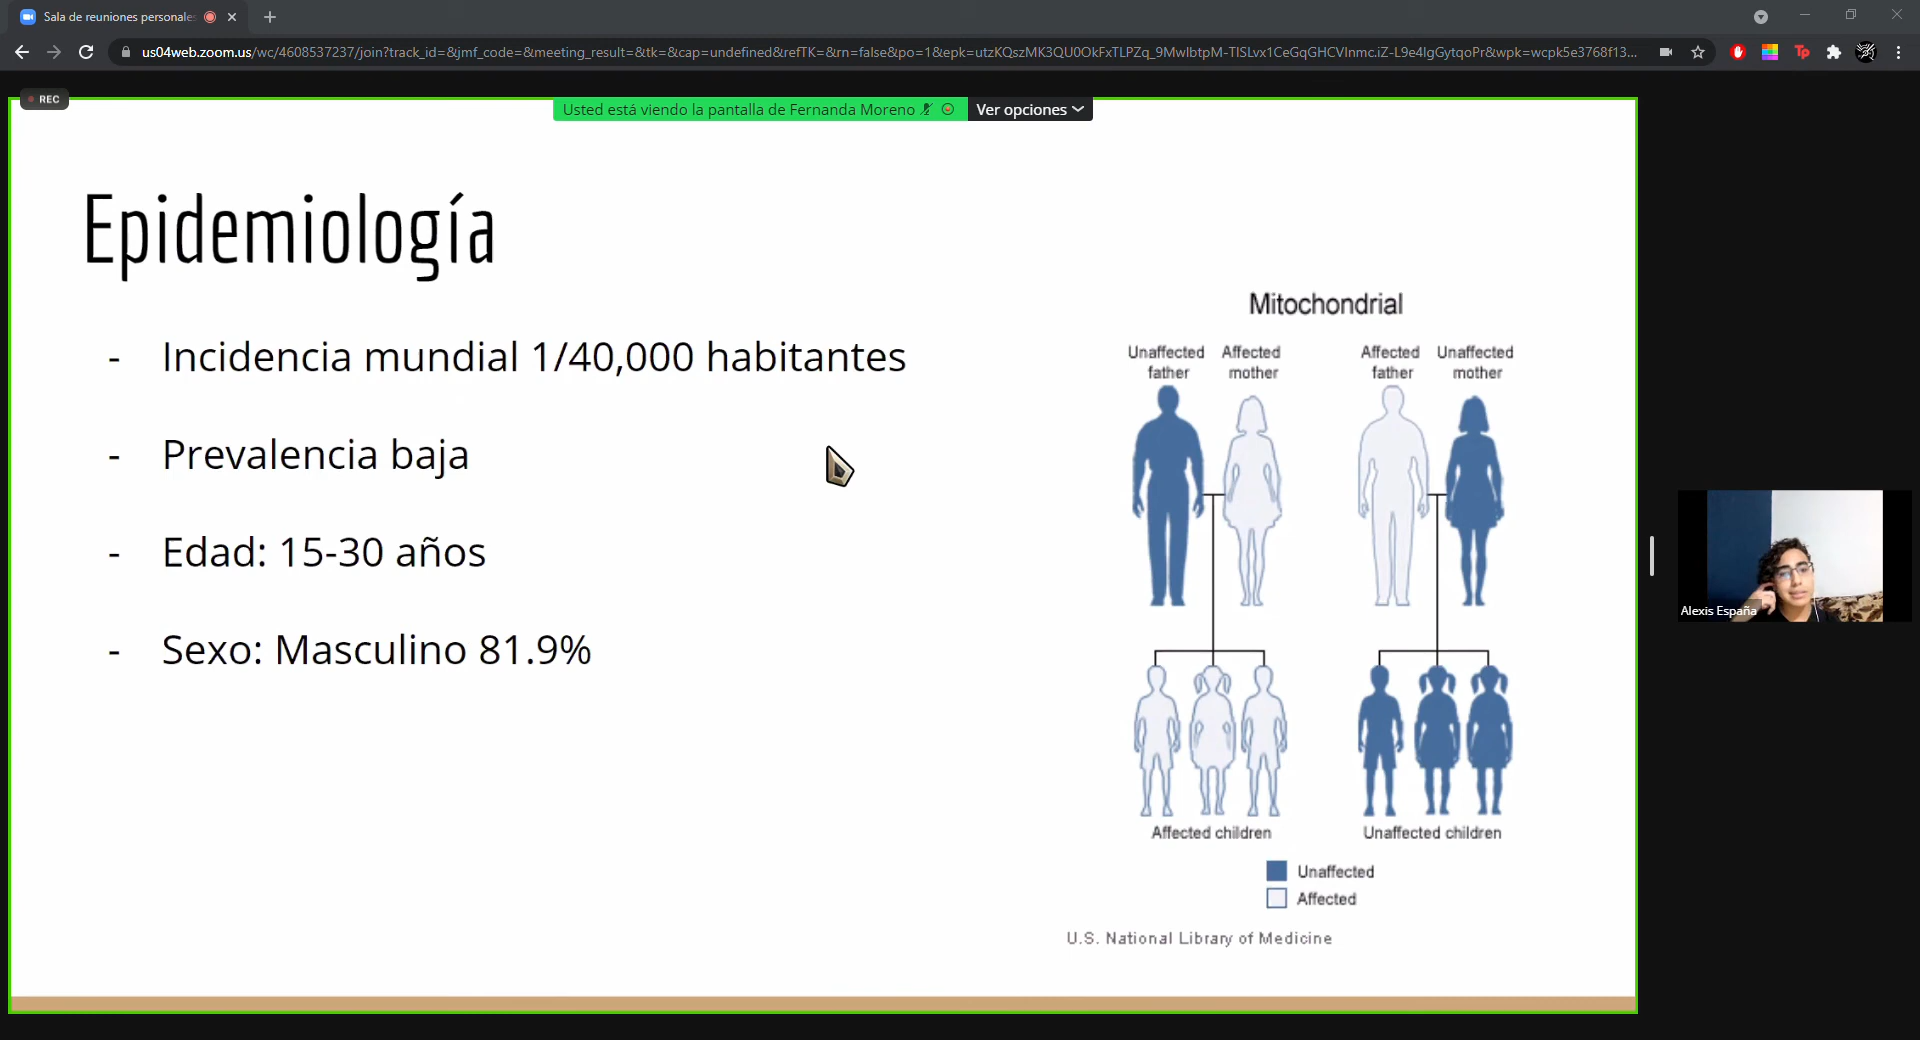 Sala de reuniones personales
us04web.zoom.us/wc/4608537237/join?track_id=&jmf_code=&meeting_result=&tk=&cap=undefined&refTK=&rn=false&po=1&epk=utzKQszMK3QU0OkFxTLPZq_9MwIbtpM-TlSLvx1CeGqGHCVInmc.iZ-L9e4lgGytqoPr&wpk=wcpk5e3768f13...
REC
Usted está viendo la pantalla de Fernanda Moreno
Ver opciones
Epidemiología
- Incidencia mundial 1/40,000 habitantes
- Prevalencia baja
- Edad: 15-30 años
- Sexo: Masculino 81.9%
Mitochondrial
Unaffected father
Affected mother
Affected father
Unaffected mother
Affected children
Unaffected children
Unaffected
Affected
U.S. National Library of Medicine
Alexis España